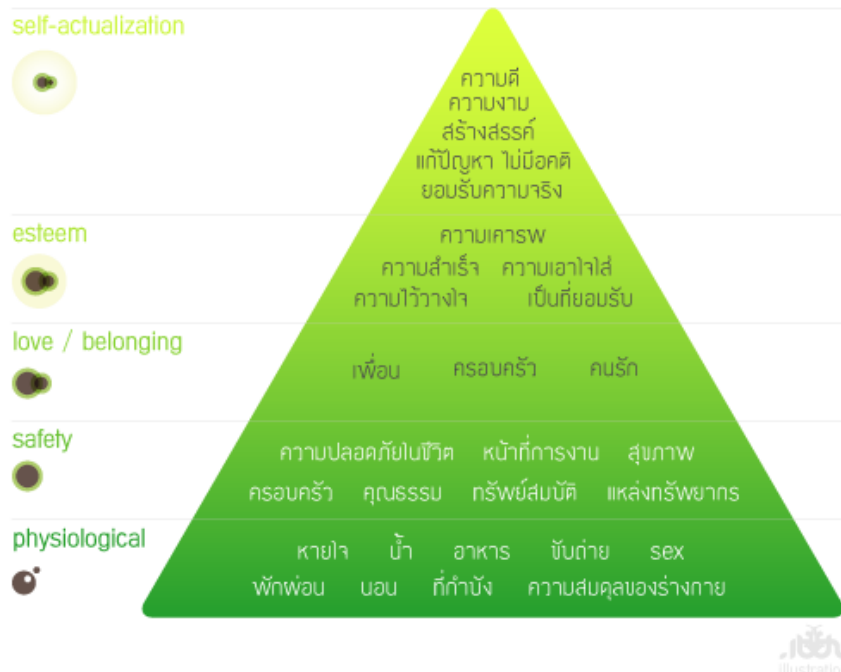 self-actualization
ความดี
ความงาม
สร้างสรรค์
แก้ปัญหา ไม่มีอคติ
ยอมรับความจริง
esteem
ความเคารพ
ความสำเร็จ ความเอาใจใส่
ความไว้วางใจ เป็นที่ยอมรับ
love / belonging
เพื่อน ครอบครัว คนรัก
safety
ความปลอดภัยในชีวิต หน้าที่การงาน สุขภาพ
ครอบครัว คุณธรรม ทรัพย์สมบัติ แหล่งทรัพยากร
physiological
หายใจ น้ำ อาหาร ขับถ่าย sex
พักผ่อน นอน ที่กำบัง ความสมดุลของร่างกาย
illustration